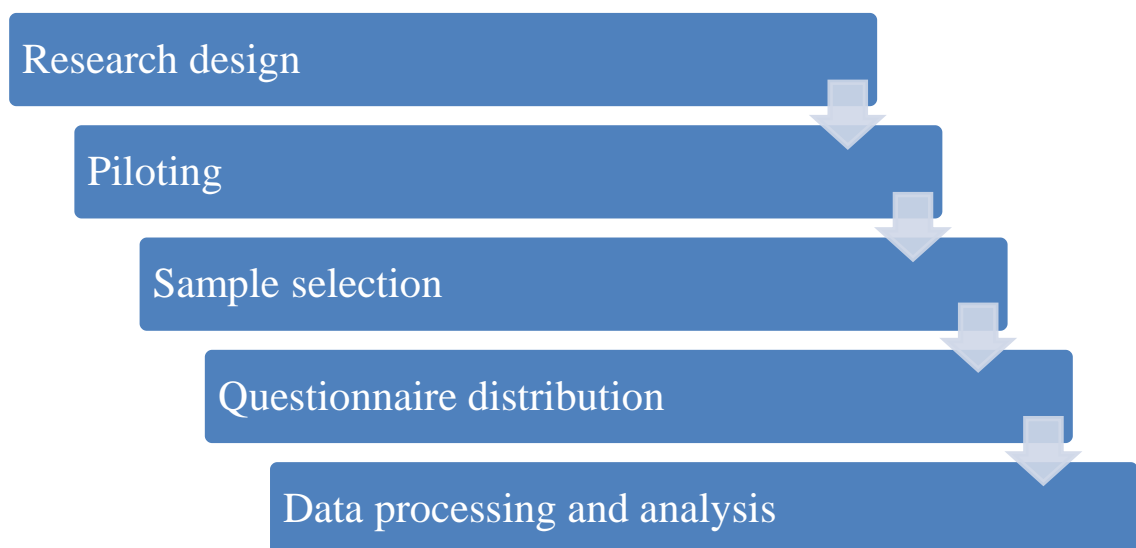 Research design
Piloting
Sample selection
Questionnaire distribution
Data processing and analysis